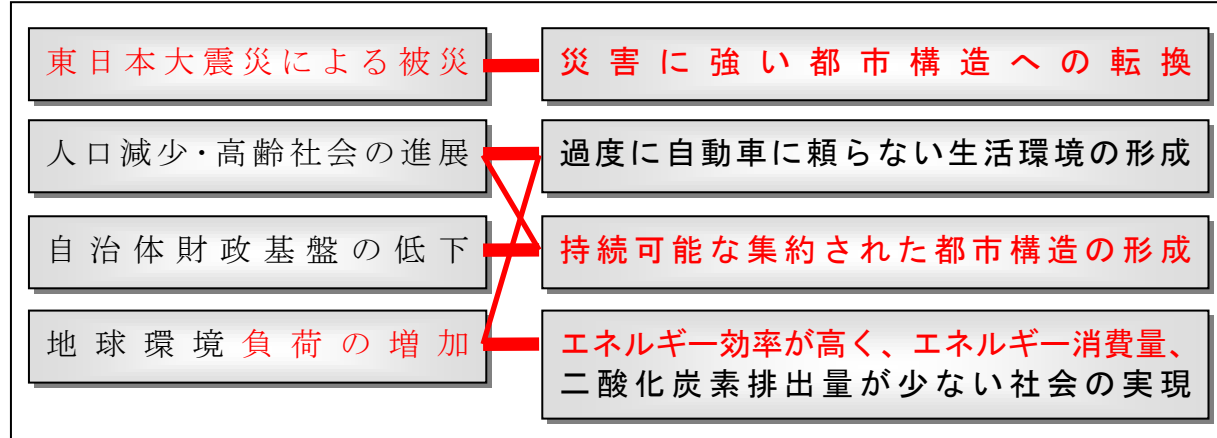 東日本大震災による被災
災害に強い都市構造への転換
人口減少・高齢社会の進展
過度に自動車に頼らない生活環境の形成
自治体財政基盤の低下
持続可能な集約された都市構造の形成
地球環境負荷の増加
エネルギー効率が高く、エネルギー消費量、
二酸化炭素排出量が少ない社会の実現